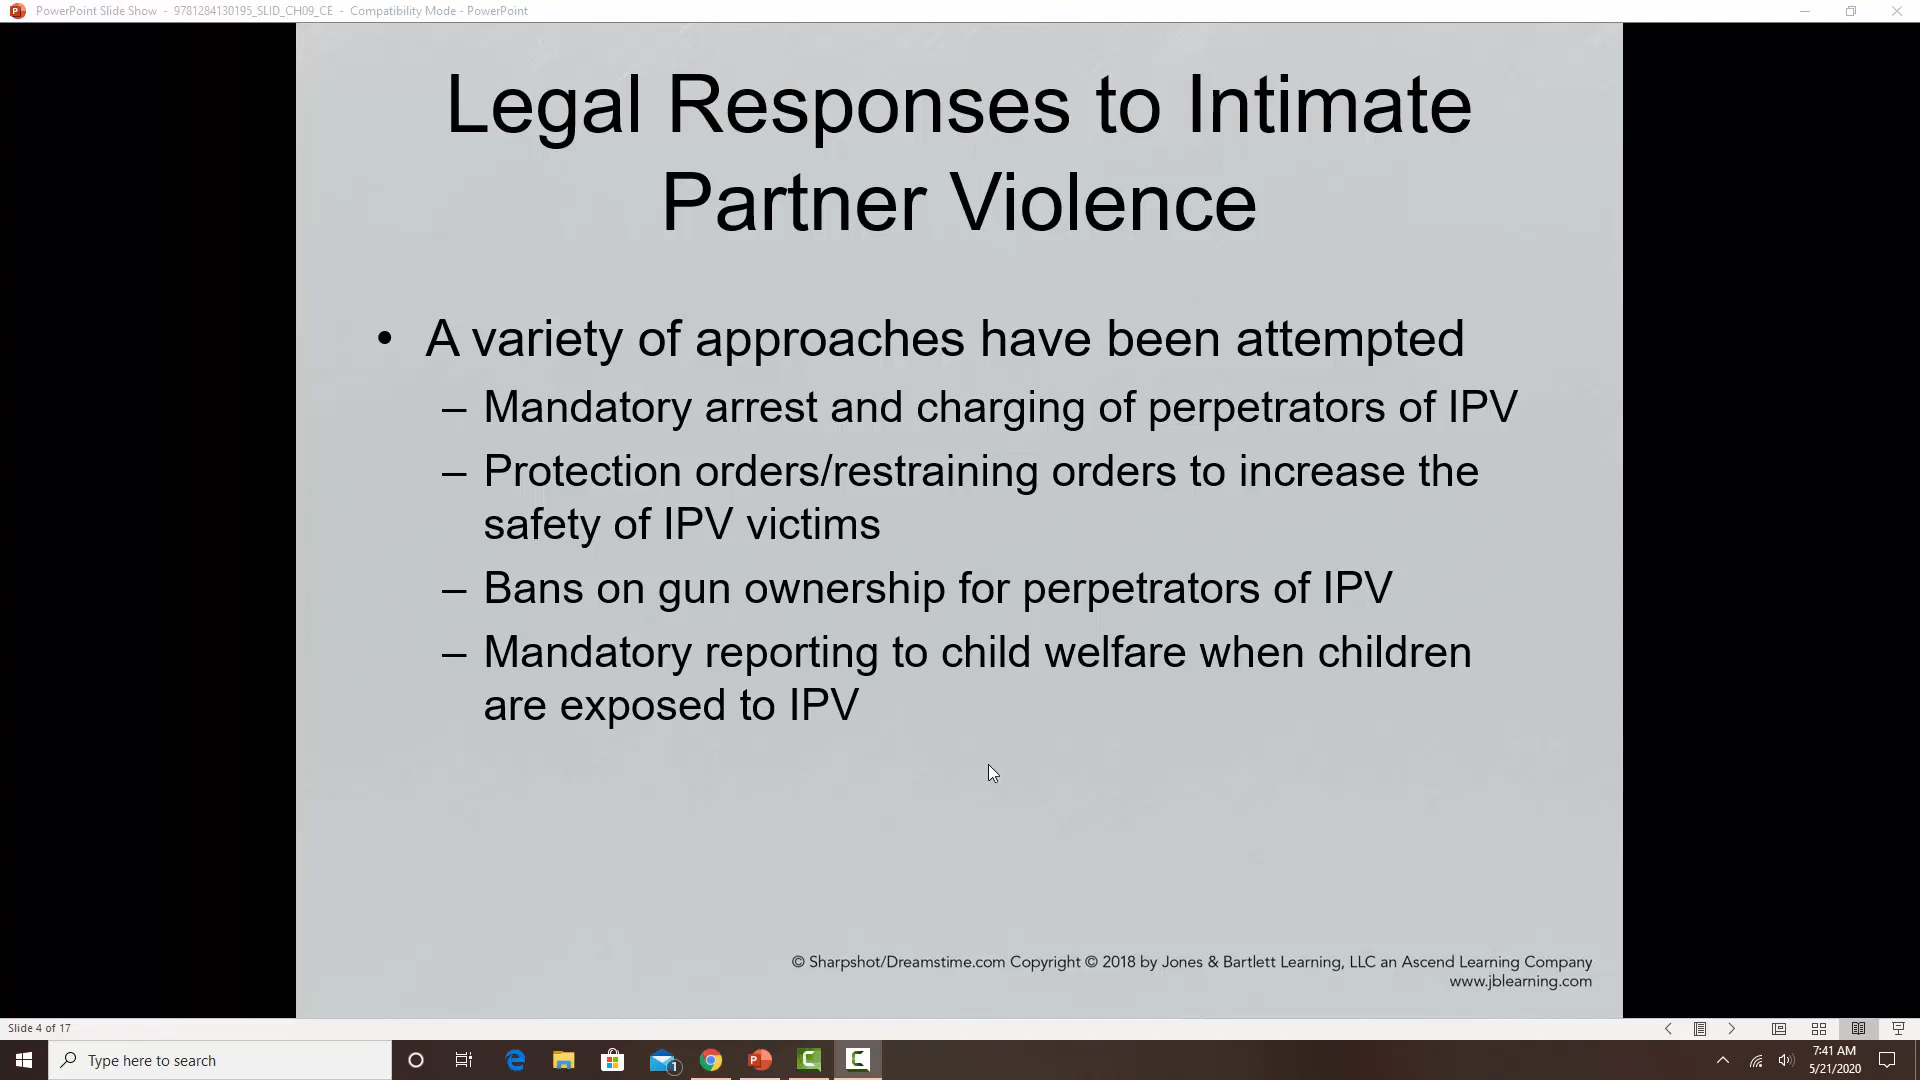 PowerPoint Slide Show - 9781284130195_SLID_CH09_CE - Compatibility Mode - PowerPoint
Legal Responses to Intimate
Partner Violence
• A variety of approaches have been attempted
– Mandatory arrest and charging of perpetrators of IPV
– Protection orders/restraining orders to increase the
safety of IPV victims
– Bans on gun ownership for perpetrators of IPV
– Mandatory reporting to child welfare when children
are exposed to IPV
© Sharpshot/Dreamstime.com Copyright © 2018 by Jones & Bartlett Learning, LLC an Ascend Learning Company
www.jblearning.com
Slide 4 of 17
Type here to search
1
7:41 AM
5/21/2020